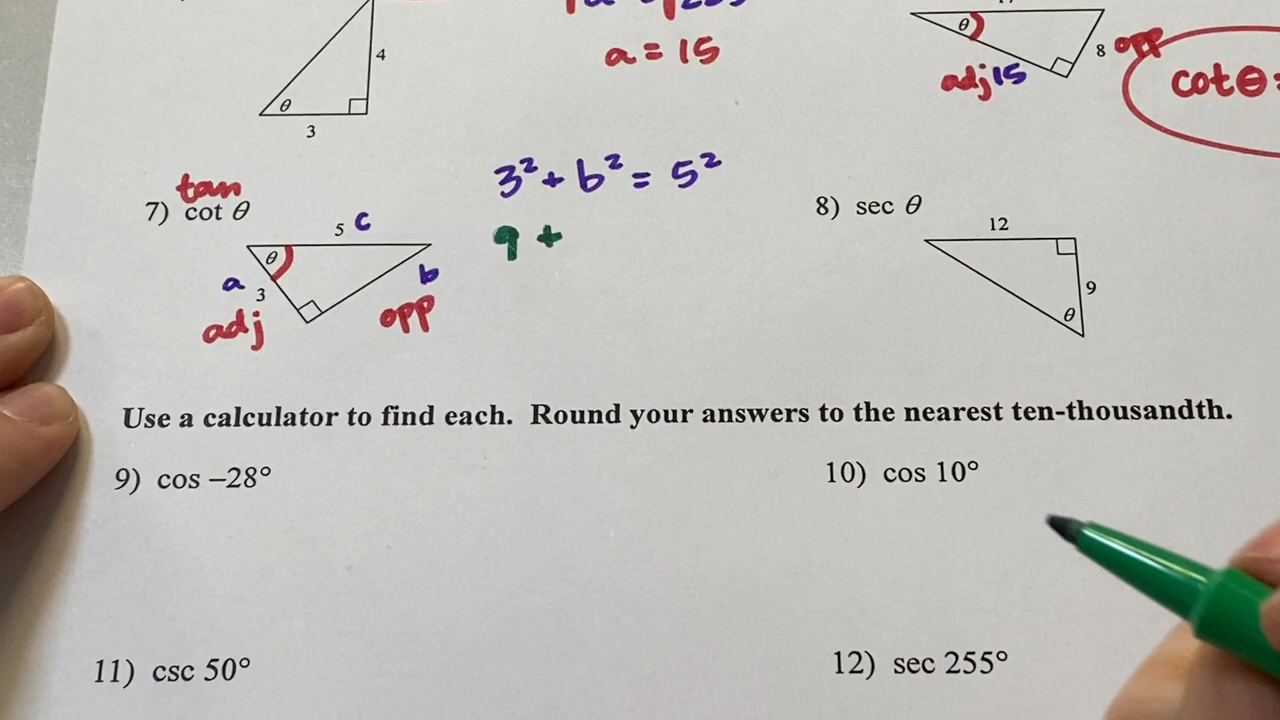 4
θ
3
a = 15
θ
8 opp
adj 15
cot θ =
tan
7) cot θ
5 c
θ
a
3
adj
b
opp
3² + b² = 5²
9 +
8) sec θ
12
9
θ
Use a calculator to find each. Round your answers to the nearest ten-thousandth.
9) cos –28°
10) cos 10°
11) csc 50°
12) sec 255°